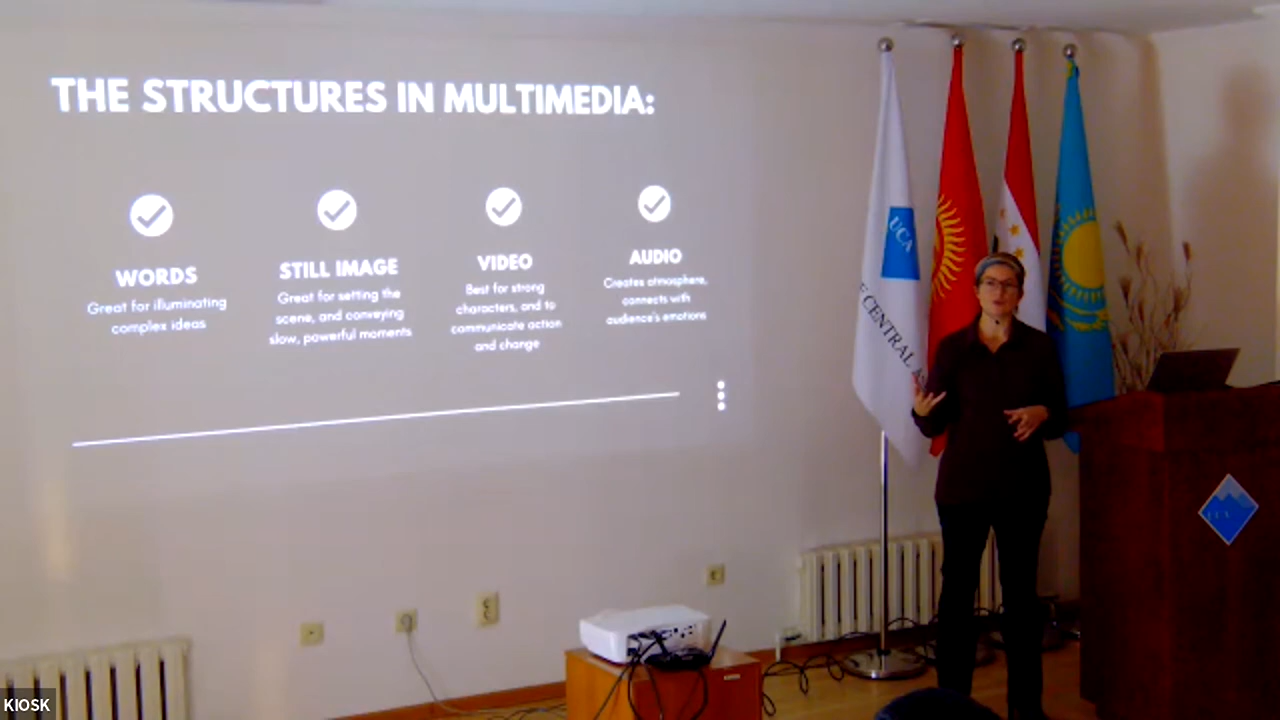 THE STRUCTURES IN MULTIMEDIA:
WORDS
Great for illuminating
complex ideas
STILL IMAGE
Great for setting the
scene, and conveying
slow, powerful moments
VIDEO
Best for strong
characters, and to
communicate action
and change
AUDIO
Creates atmosphere,
connects with
audience's emotions
UCA
CENTRAL
KIOSK